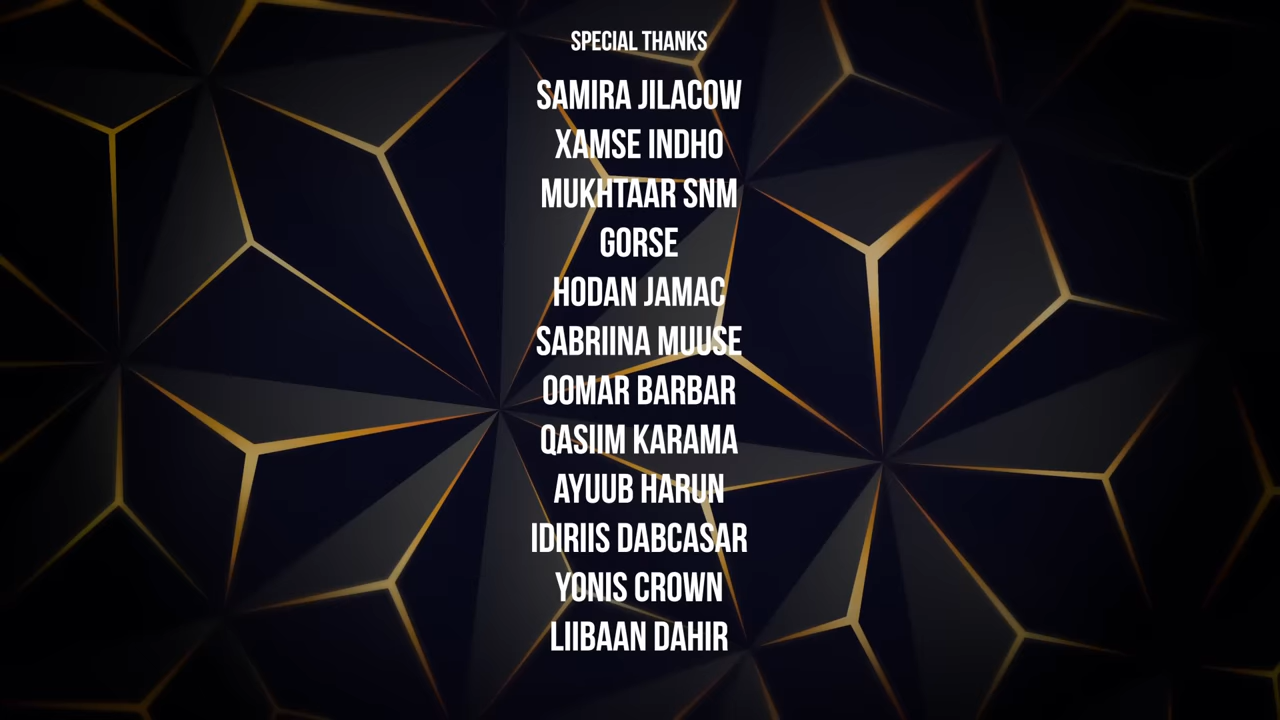 SPECIAL THANKS
SAMIRA JILACOW
XAMSE INDHO
MUKHTAAR SNM
GORSE
HODAN JAMAC
SABRIINA MUUSE
OOMAR BARBAR
QASIIM KARAMA
AYUUB HARUN
IDIRIIS DABCASAR
YONIS CROWN
LIIBAAN DAHIR